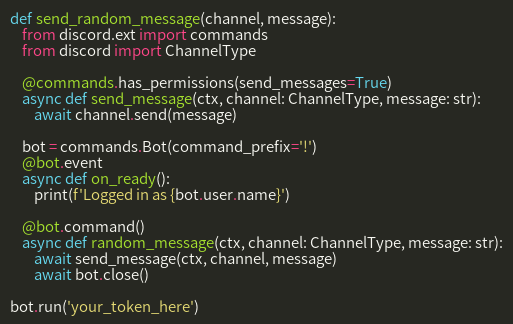 def send_random_message(channel, message):
from discord.ext import commands
from discord import ChannelType
@commands.has_permissions(send_messages=True)
async def send_message(ctx, channel: ChannelType, message: str):
await channel.send(message)
bot = commands.Bot(command_prefix='!')
@bot.event
async def on_ready():
print(f'Logged in as {bot.user.name}')
@bot.command()
async def random_message(ctx, channel: ChannelType, message: str):
await send_message(ctx, channel, message)
await bot.close()
bot.run('your_token_here')